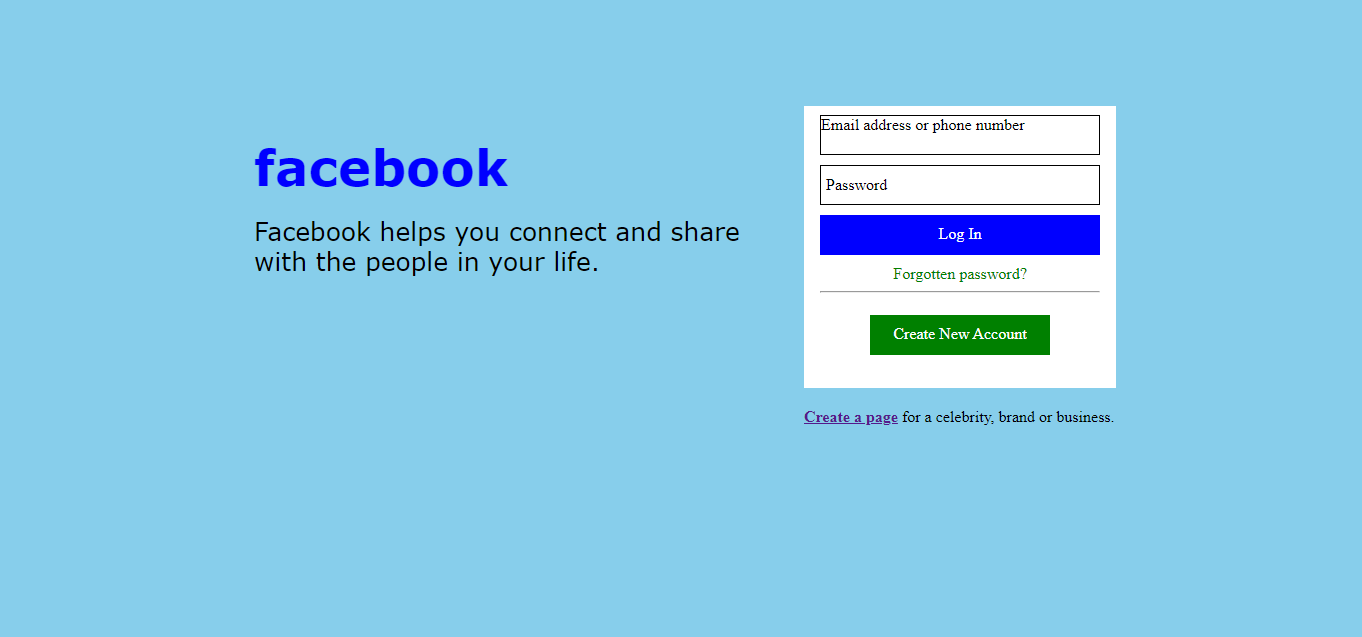 facebook
Facebook helps you connect and share
with the people in your life.
Email address or phone number
Password
Log In
Forgotten password?
Create New Account
Create a page for a celebrity, brand or business.